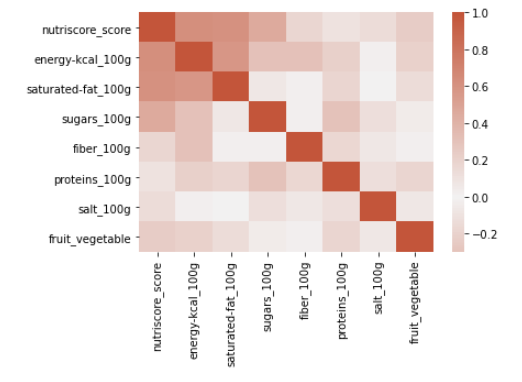 nutriscore_score
energy-kcal_100g
saturated-fat_100g
sugars_100g
fiber_100g
proteins_100g
salt_100g
fruit_vegetable
nutriscore_score
energy-kcal_100g
saturated-fat_100g
sugars_100g
fiber_100g
proteins_100g
salt_100g
fruit_vegetable
1.0
0.8
0.6
0.4
0.2
0.0
−0.2